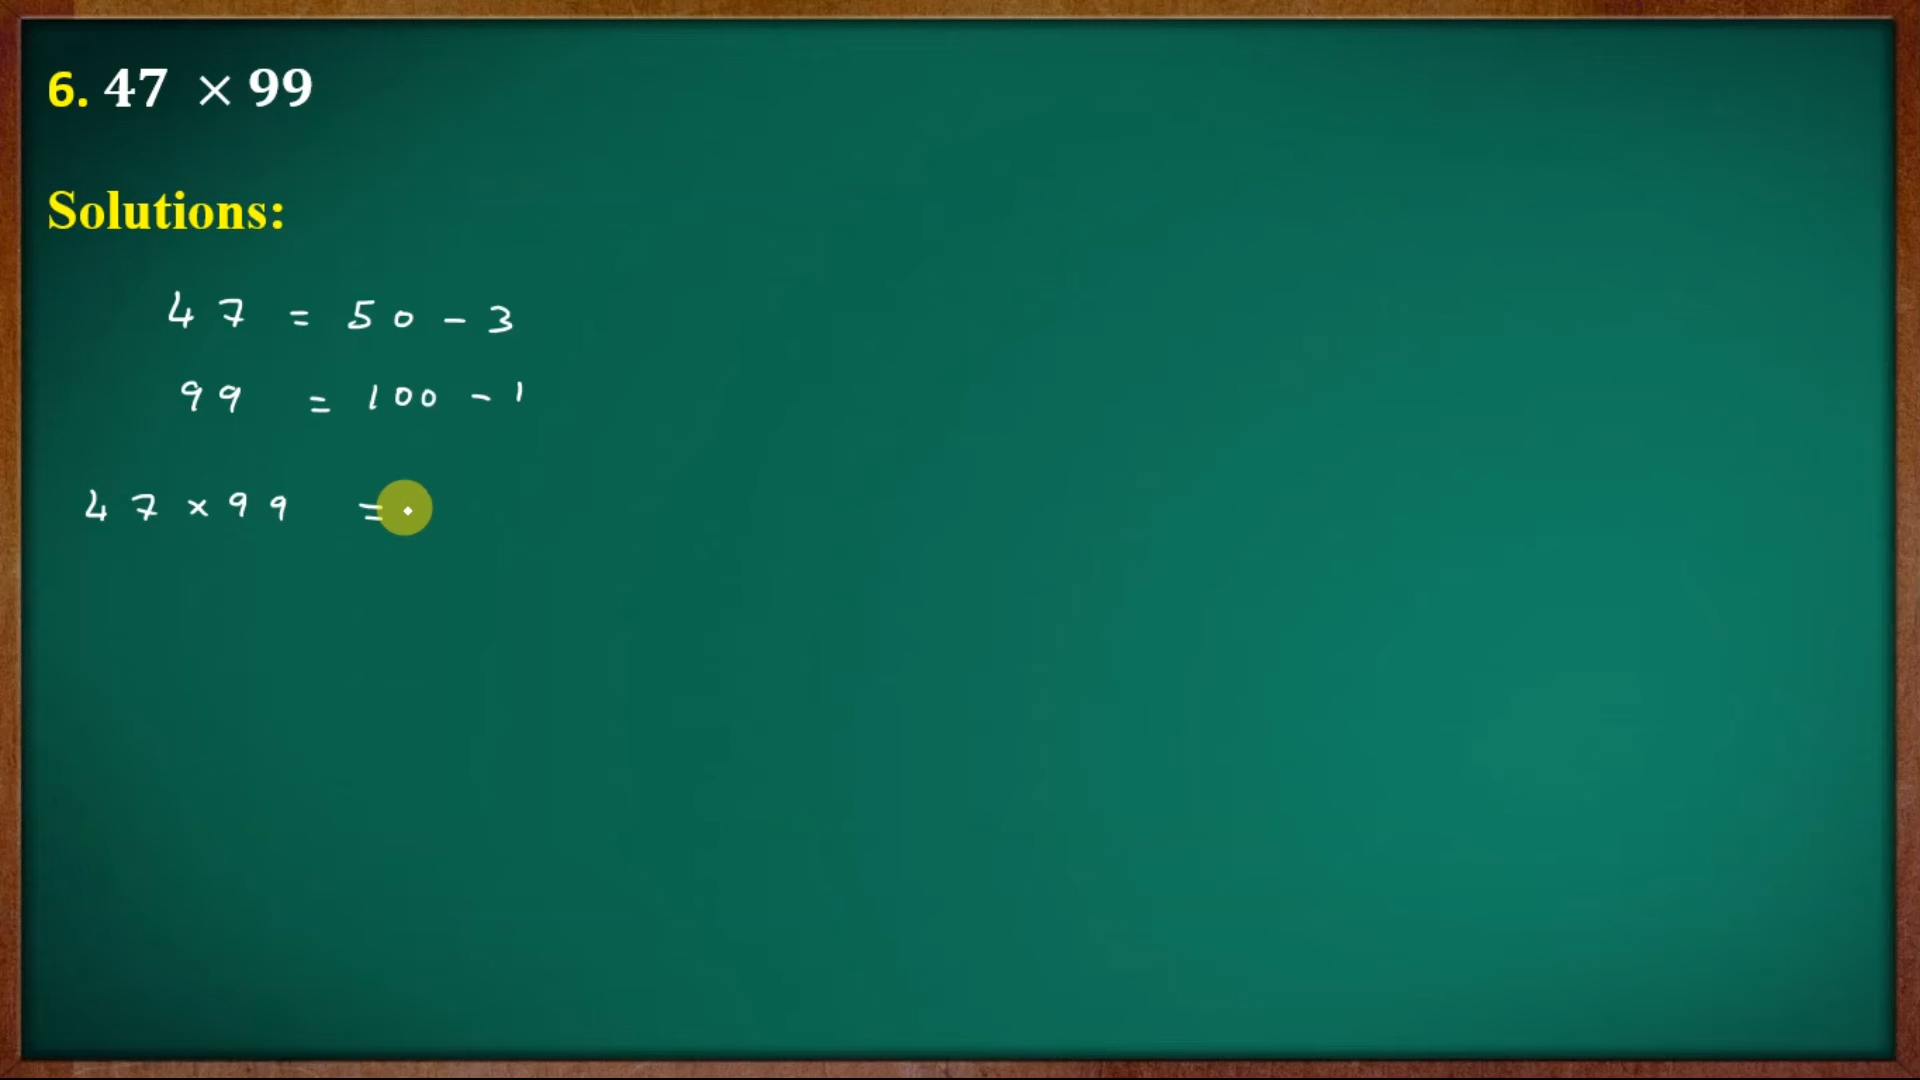 6. 47 × 99
Solutions:
47 = 50 - 3
99 = 100 - 1
47 × 99 =